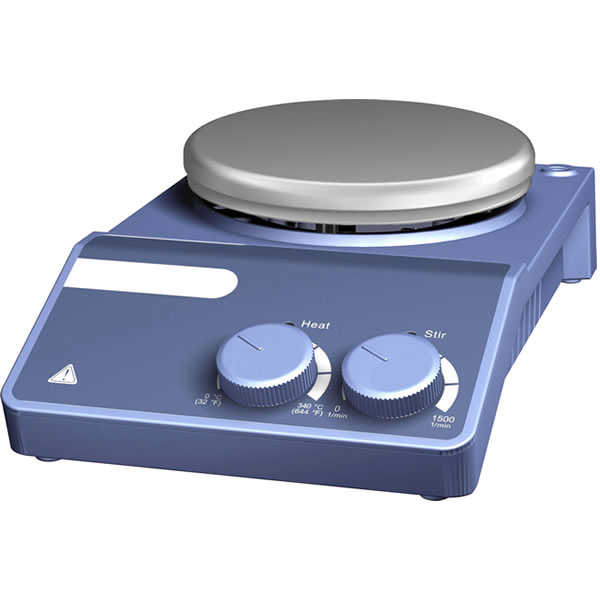 Heat
Stir
0 °C
(32 °F)
340 °C
(644 °F)
0
1/min
1500
1/min